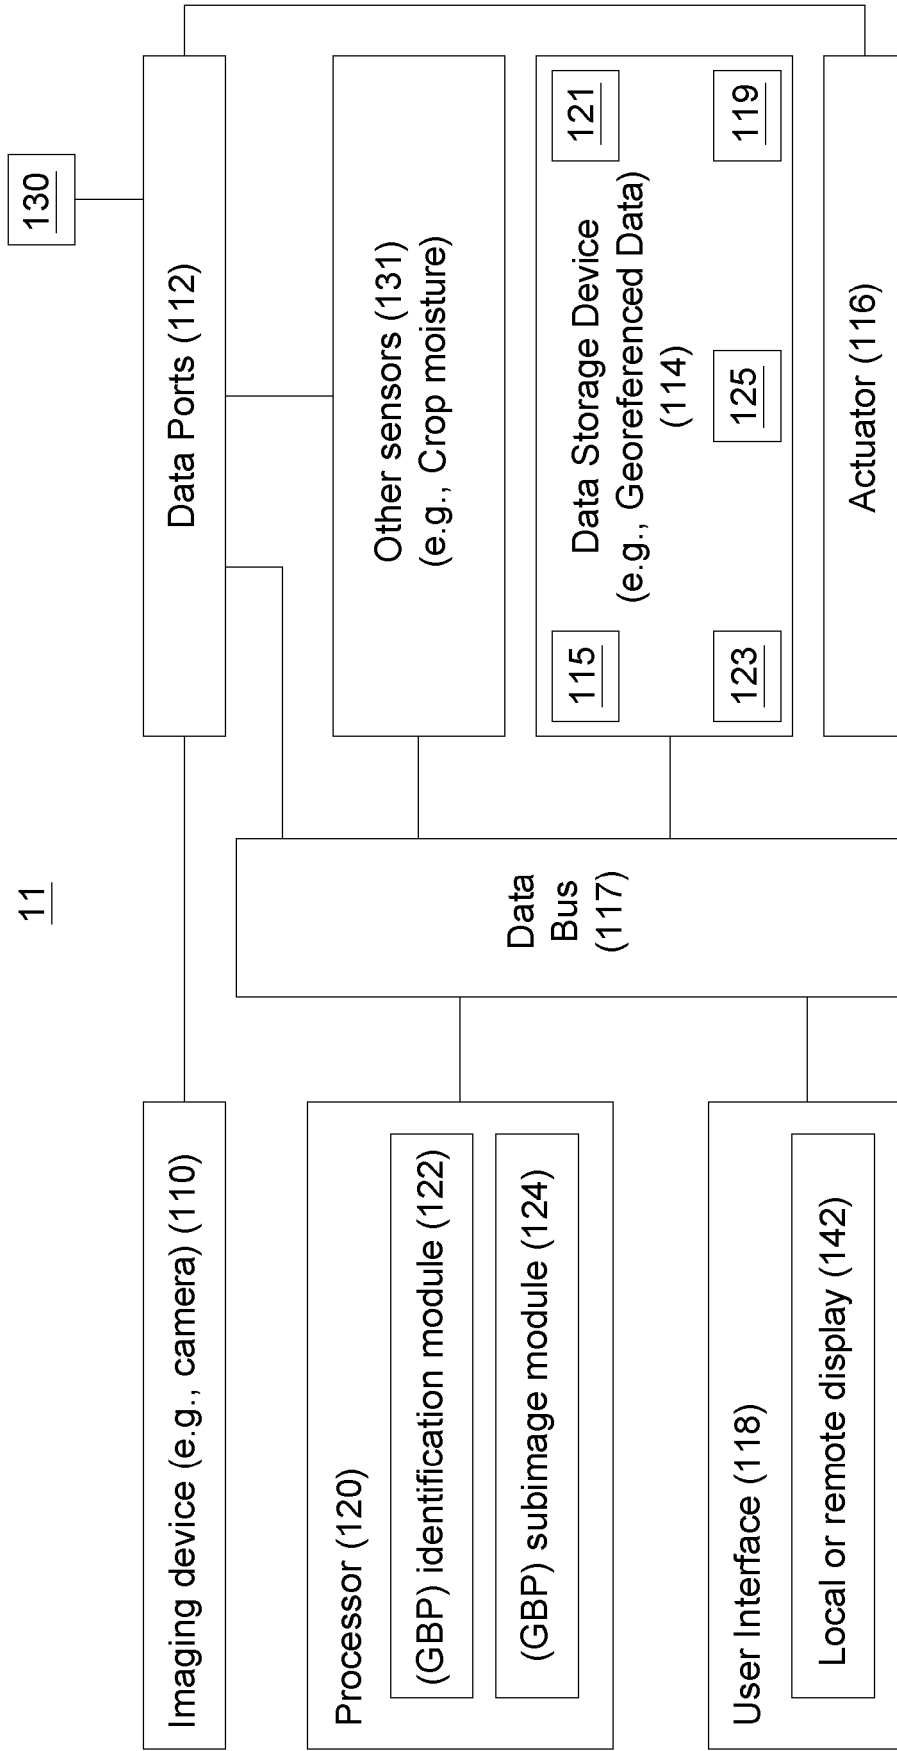 11
Imaging device (e.g., camera) (110)
Data Ports (112)
130
Processor (120)
(GBP) identification module (122)
(GBP) subimage module (124)
Data
Bus
(117)
Other sensors (131)
(e.g., Crop moisture)
115
121
Data Storage Device
(e.g., Georeferenced Data)
(114)
123
125
119
User Interface (118)
Local or remote display (142)
Actuator (116)